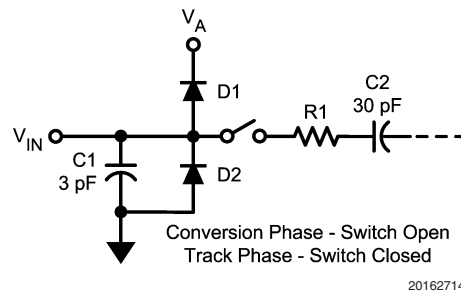 VA
D1
C2
30 pF
R1
VIN
C1
3 pF
D2
Conversion Phase - Switch Open
Track Phase - Switch Closed
20162714